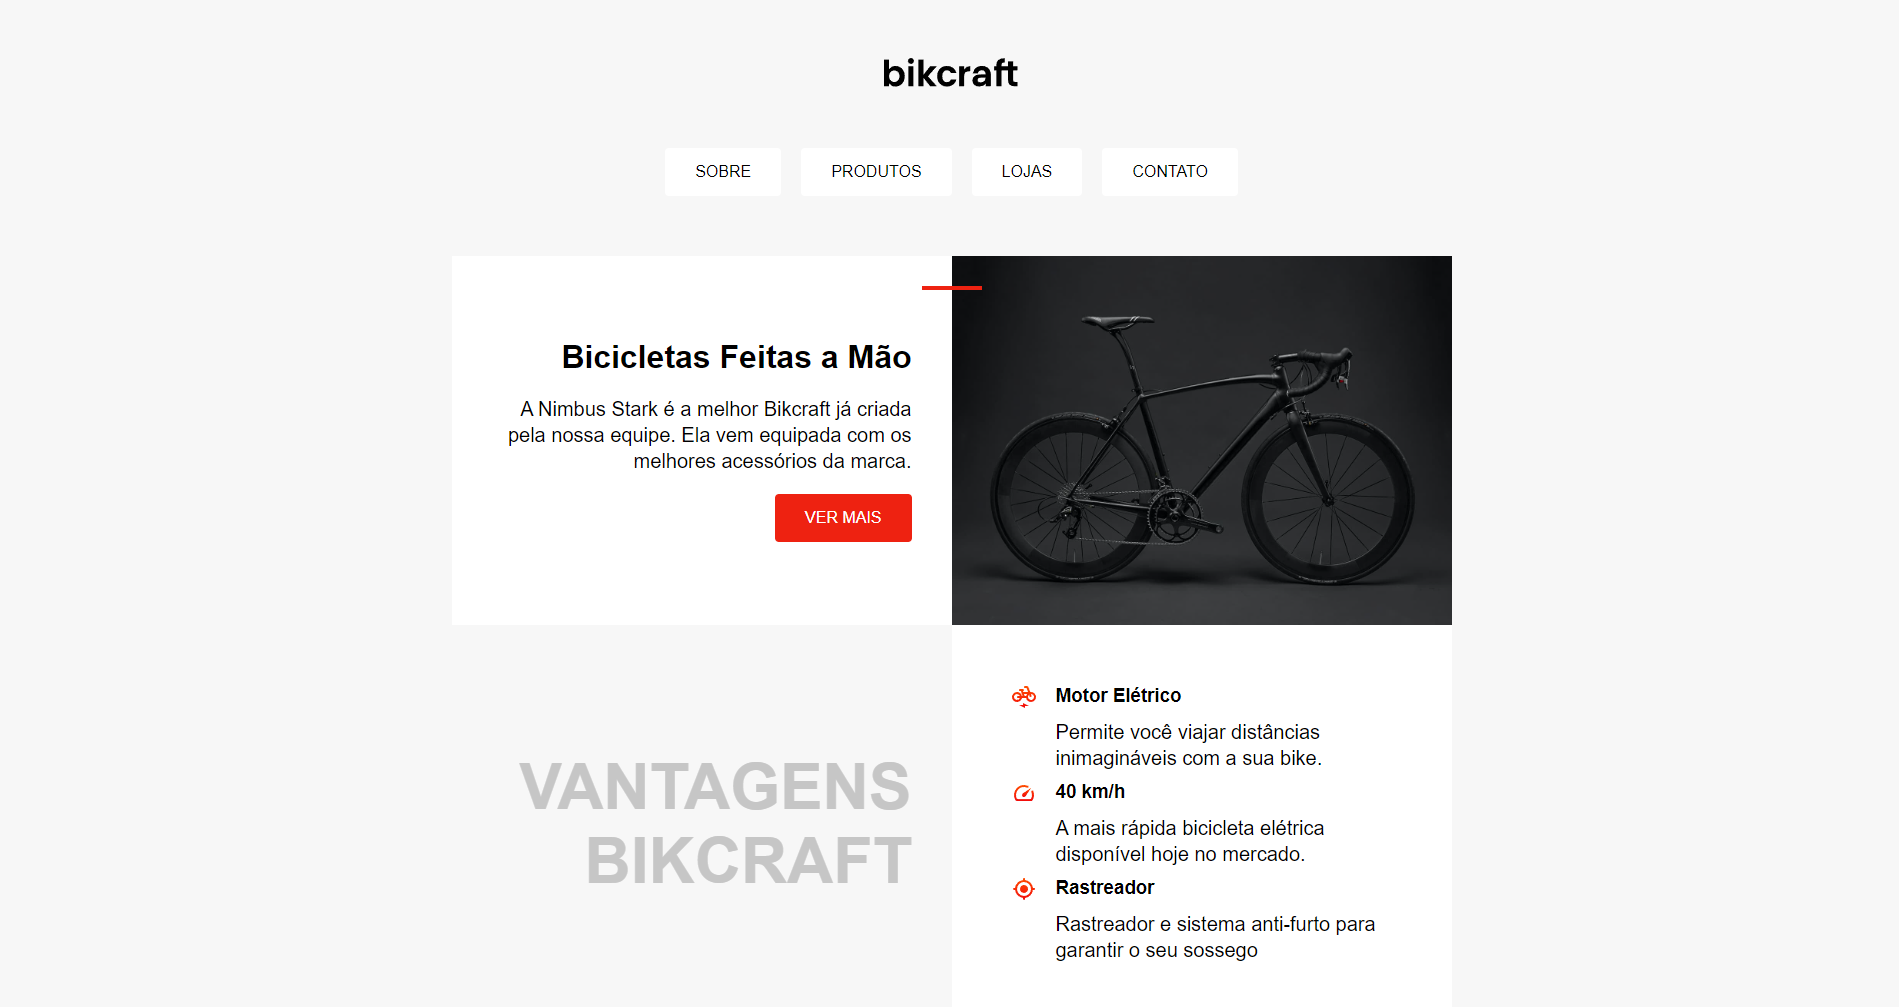 bikcraft
SOBRE
PRODUTOS
LOJAS
CONTATO
Bicicletas Feitas a Mão
A Nimbus Stark é a melhor Bikcraft já criada
pela nossa equipe. Ela vem equipada com os
melhores acessórios da marca.
VER MAIS
VANTAGENS
BIKCRAFT
Motor Elétrico
Permite você viajar distâncias
inimagináveis com a sua bike.
40 km/h
A mais rápida bicicleta elétrica
disponível hoje no mercado.
Rastreador
Rastreador e sistema anti-furto para
garantir o seu sossego